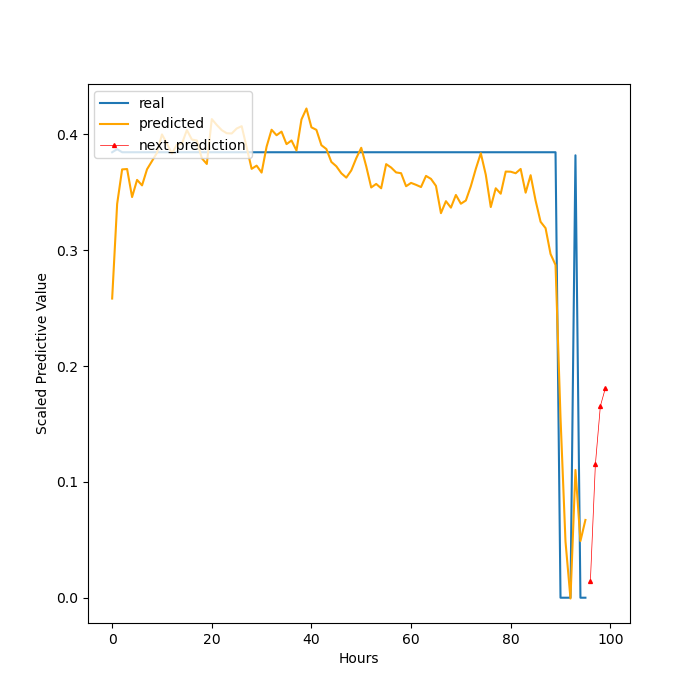 real
predicted
next_prediction
0.4
0.3
0.2
0.1
0.0
Scaled Predictive Value
0 20 40 60 80 100
Hours